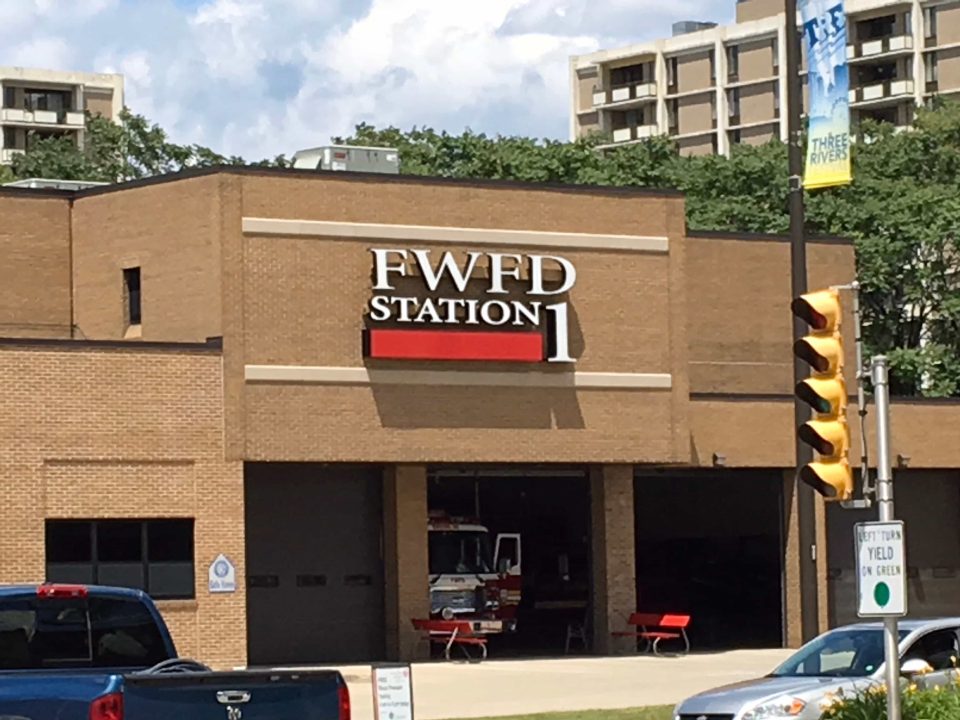 FWFD
STATION 1
THREE
RIVERS
LEFT TURN
YIELD
ON GREEN